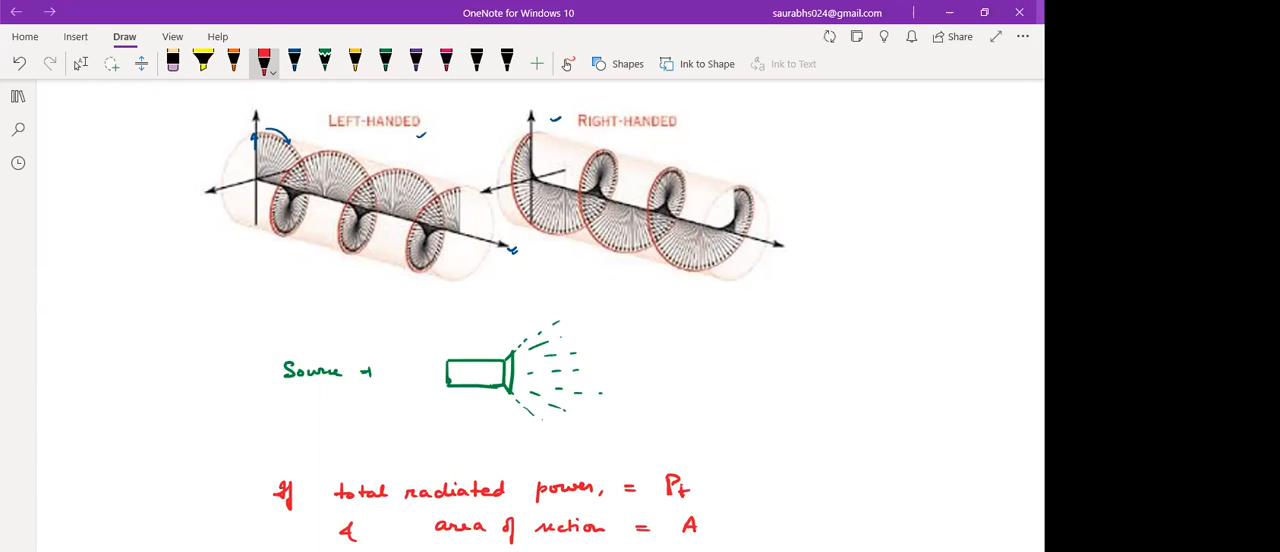 OneNote for Windows 10
saurabhs024@gmail.com
Home Insert Draw View Help
Share
Shapes Ink to Shape Ink to Text
LEFT-HANDED
RIGHT-HANDED
Source →
If total radiated power, = Pt
& area of section = A